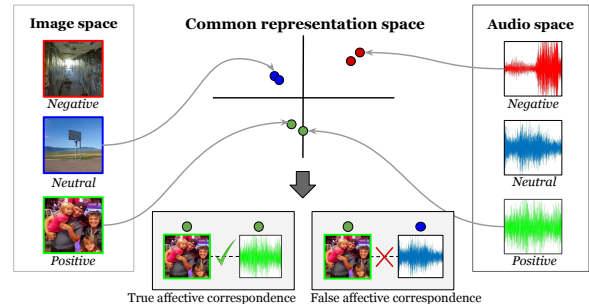 Image space
Common representation space
Audio space
Negative
Negative
Neutral
Neutral
Positive
Positive
True affective correspondence
False affective correspondence